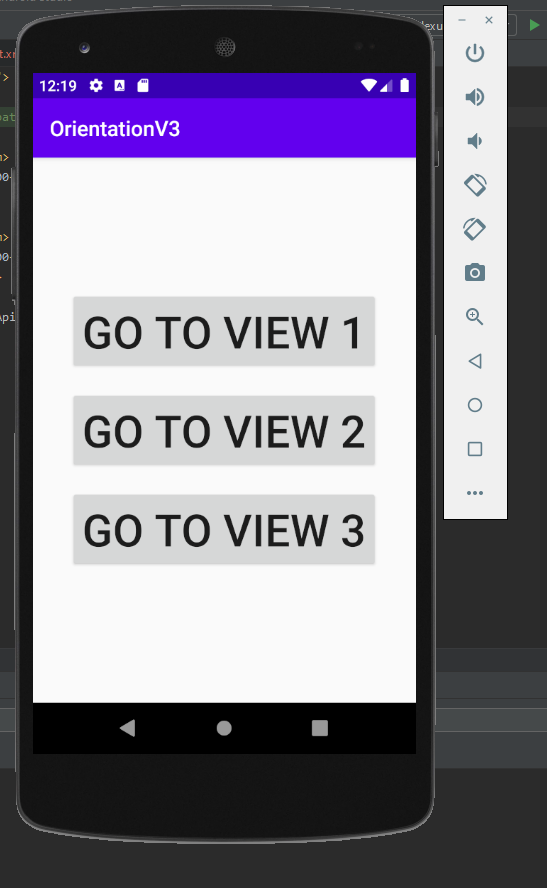 12:19
OrientationV3
GO TO VIEW 1
GO TO VIEW 2
GO TO VIEW 3